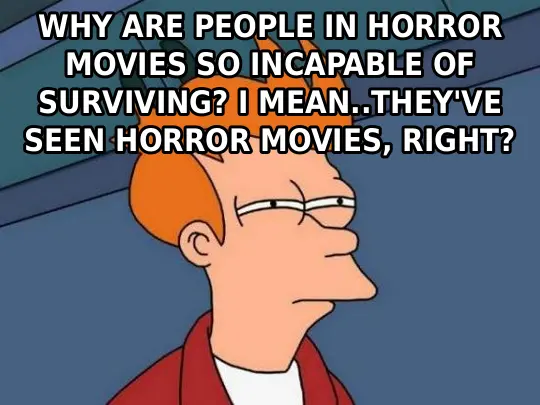 WHY ARE PEOPLE IN HORROR
MOVIES SO INCAPABLE OF
SURVIVING? I MEAN..THEY'VE
SEEN HORROR MOVIES, RIGHT?